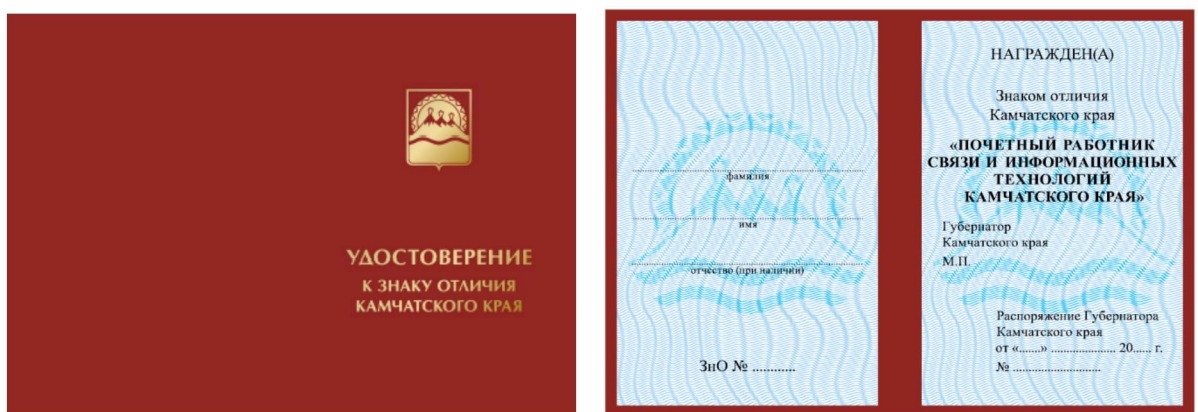 УДОСТОВЕРЕНИЕ
К ЗНАКУ ОТЛИЧИЯ
КАМЧАТСКОГО КРАЯ
фамилия
имя
отчество (при наличии)
ЗнО № ............
НАГРАЖДЕН(А)
Знаком отличия
Камчатского края
«ПОЧЕТНЫЙ РАБОТНИК
СВЯЗИ И ИНФОРМАЦИОННЫХ
ТЕХНОЛОГИЙ
КАМЧАТСКОГО КРАЯ»
Губернатор
Камчатского края
М.П.
Распоряжение Губернатора
Камчатского края
от «.......» ...................... 20...... г.
№ .............................